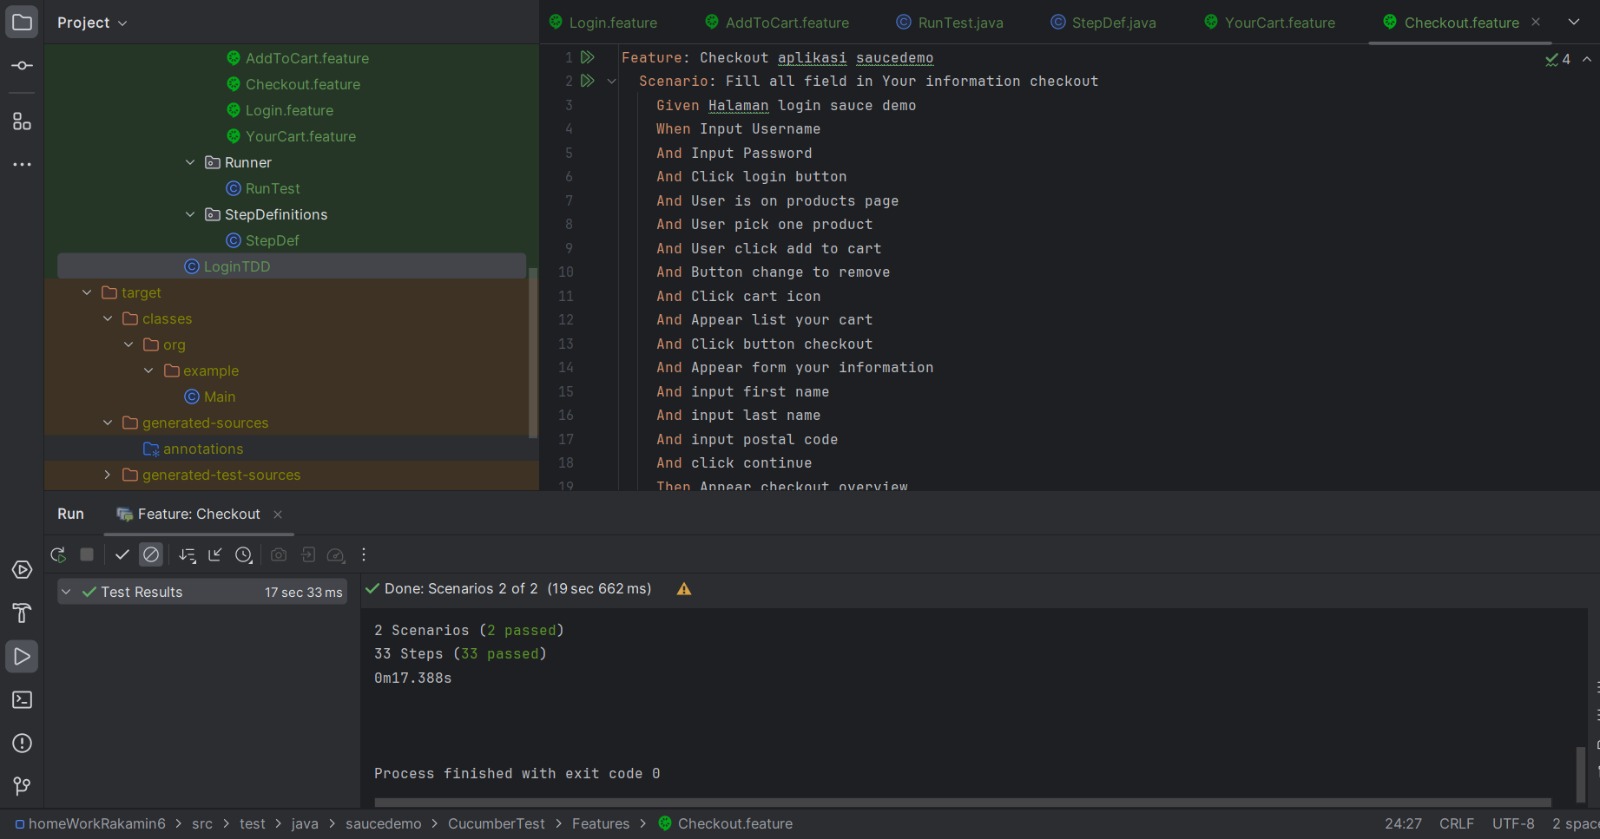 Project
Login.feature
AddToCart.feature
RunTest.java
StepDef.java
YourCart.feature
Checkout.feature
AddToCart.feature
Checkout.feature
Login.feature
YourCart.feature
Runner
RunTest
StepDefinitions
StepDef
LoginTDD
target
classes
org
example
Main
generated-sources
annotations
generated-test-sources
4
1 Feature: Checkout aplikasi saucedemo
2 Scenario: Fill all field in Your information checkout
3 Given Halaman login sauce demo
4 When Input Username
5 And Input Password
6 And Click login button
7 And User is on products page
8 And User pick one product
9 And User click add to cart
10 And Button change to remove
11 And Click cart icon
12 And Appear list your cart
13 And Click button checkout
14 And Appear form your information
15 And input first name
16 And input last name
17 And input postal code
18 And click continue
19 Then Appear checkout overview
Run Feature: Checkout
Test Results 17 sec 33 ms
Done: Scenarios 2 of 2 (19 sec 662 ms)
2 Scenarios (2 passed)
33 Steps (33 passed)
0m17.388s
Process finished with exit code 0
homeWorkRakamin6 > src > test > java > saucedemo > CucumberTest > Features > Checkout.feature
24:27 CRLF UTF-8 2 spac